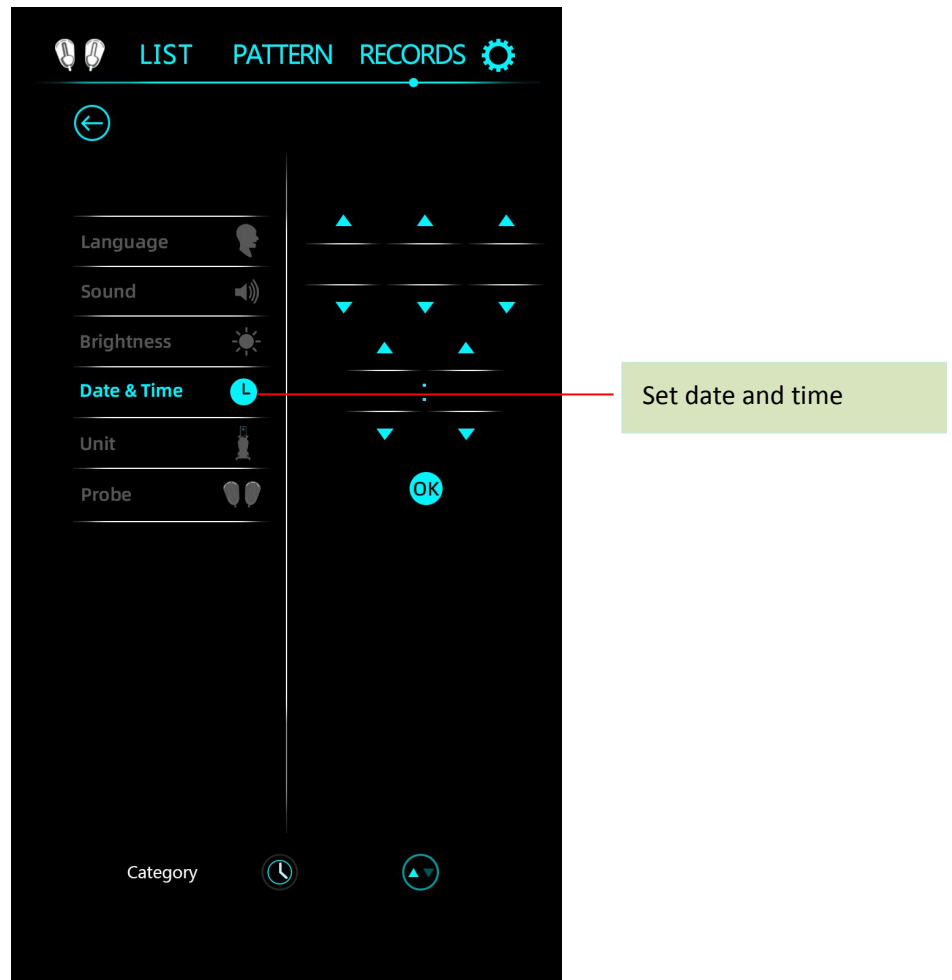 LIST PATTERN RECORDS
Language
Sound
Brightness
Date & Time
Set date and time
:
Unit
Probe
OK
Category